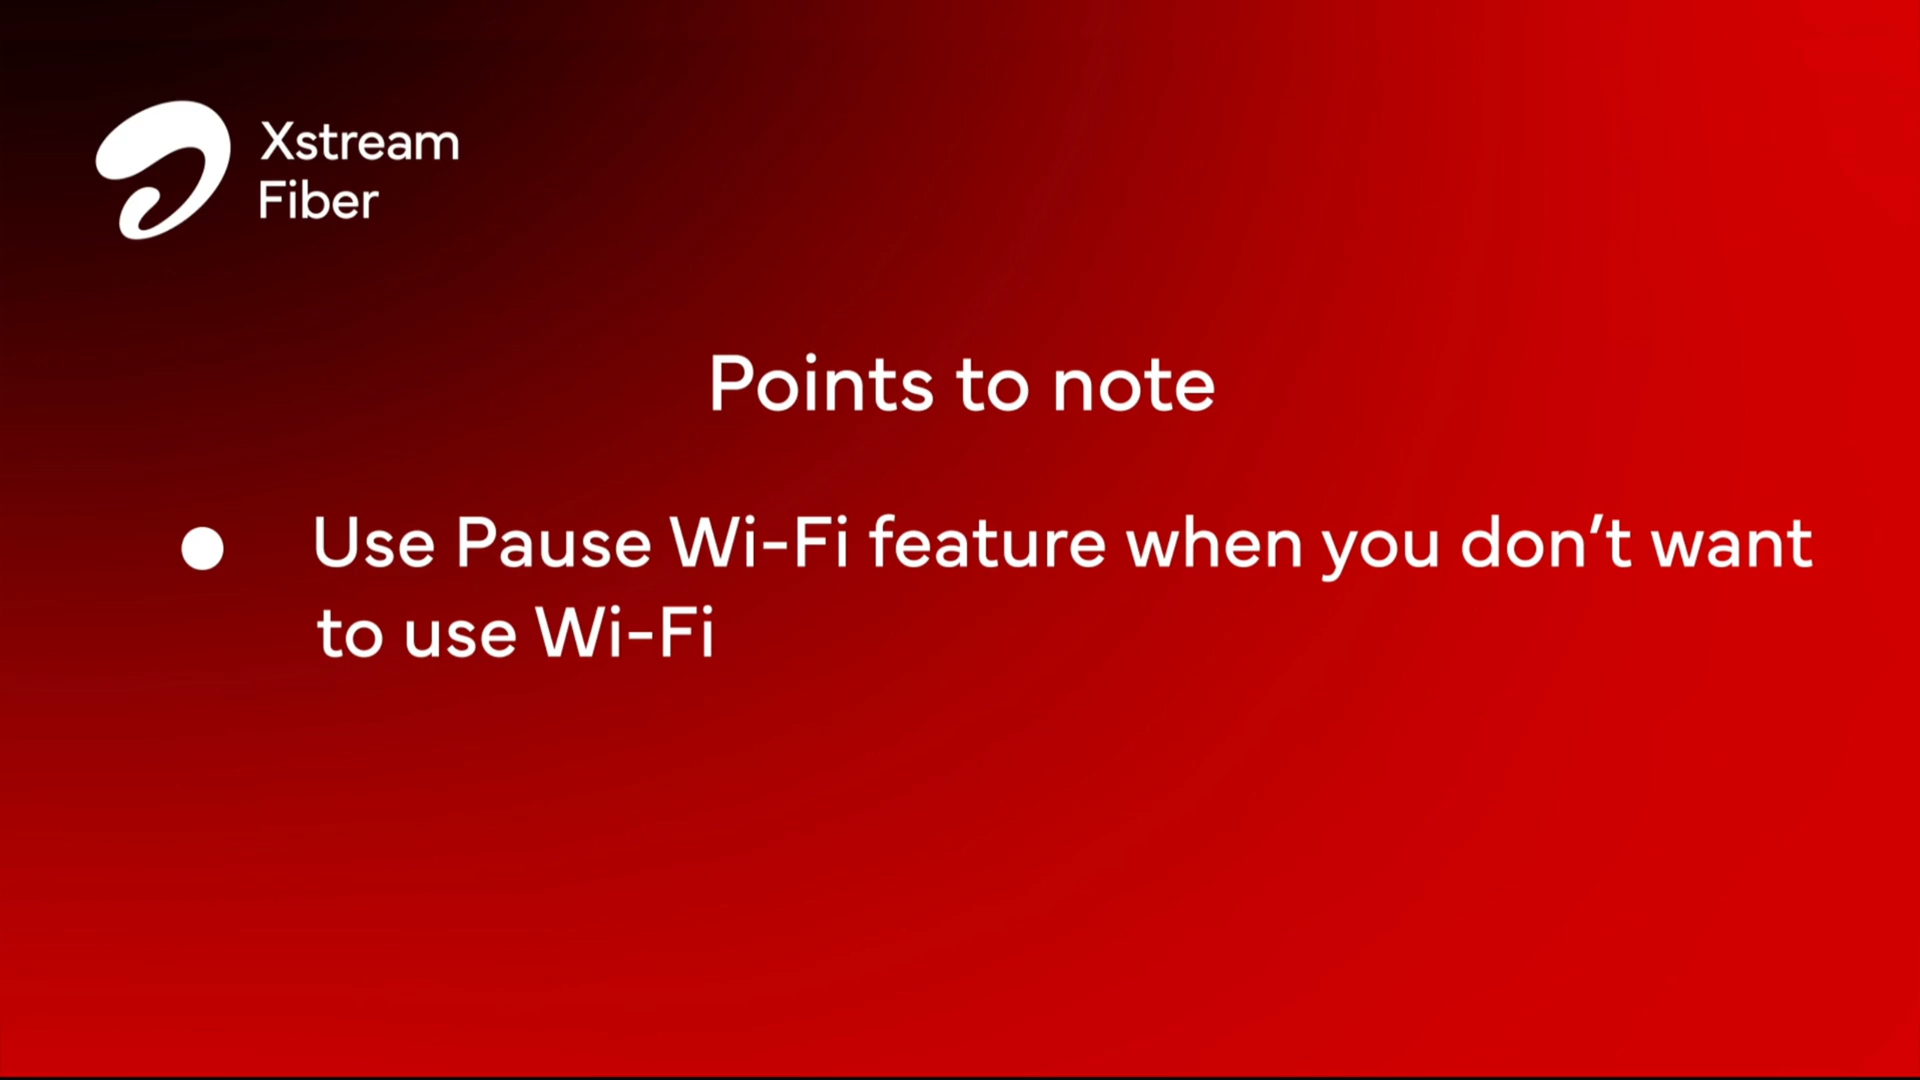 Xstream
Fiber
Points to note
● Use Pause Wi-Fi feature when you don’t want
to use Wi-Fi